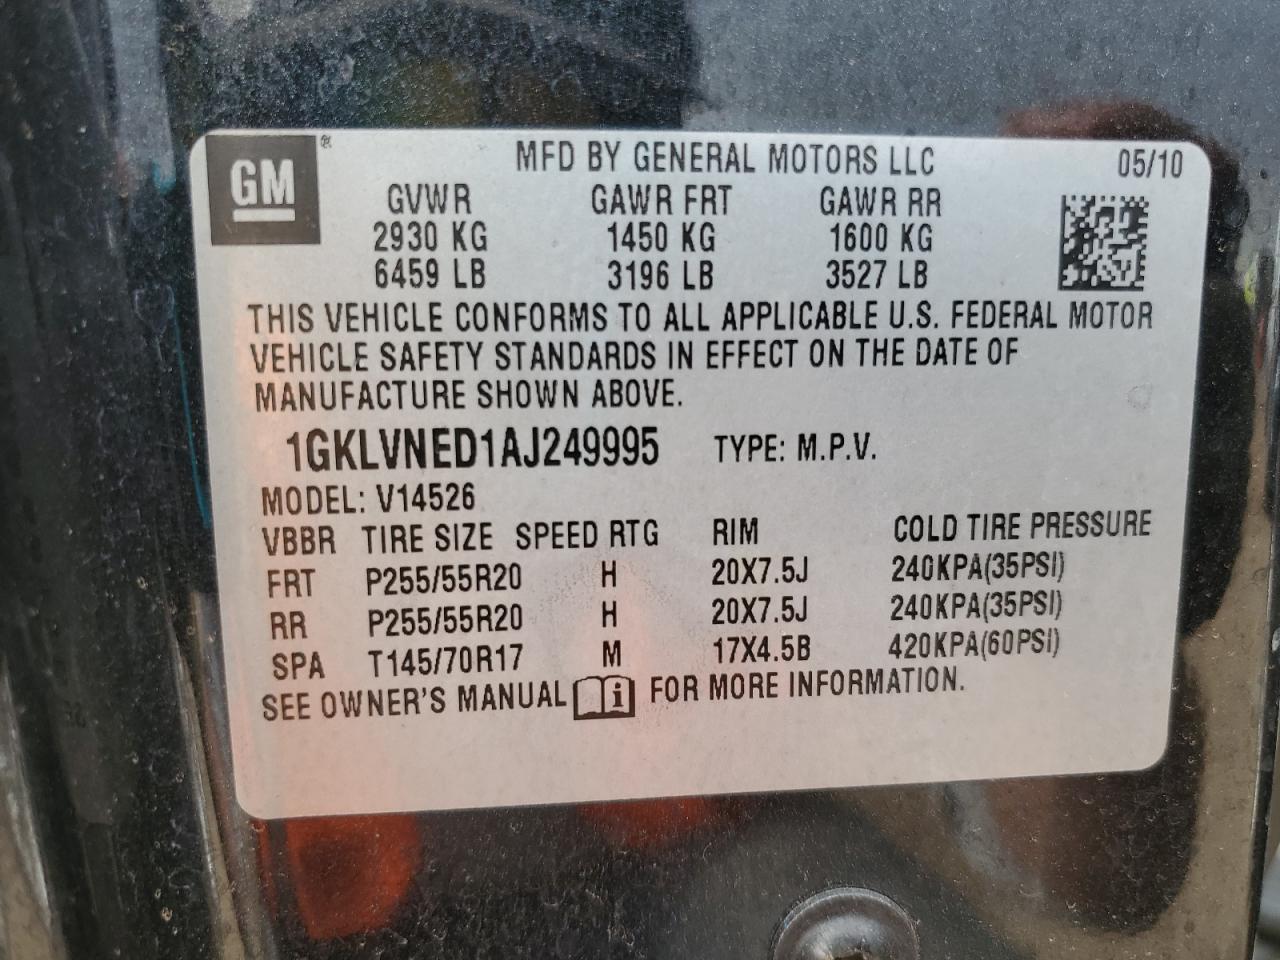 GM® MFD BY GENERAL MOTORS LLC 05/10
GVWR GAWR FRT GAWR RR
2930 KG 1450 KG 1600 KG
6459 LB 3196 LB 3527 LB
THIS VEHICLE CONFORMS TO ALL APPLICABLE U.S. FEDERAL MOTOR
VEHICLE SAFETY STANDARDS IN EFFECT ON THE DATE OF
MANUFACTURE SHOWN ABOVE.
1GKLVNED1AJ249995 TYPE: M.P.V.
MODEL: V14526
VBBR TIRE SIZE SPEED RTG RIM COLD TIRE PRESSURE
FRT P255/55R20 H 20X7.5J 240KPA(35PSI)
RR P255/55R20 H 20X7.5J 240KPA(35PSI)
SPA T145/70R17 M 17X4.5B 420KPA(60PSI)
SEE OWNER'S MANUAL FOR MORE INFORMATION.